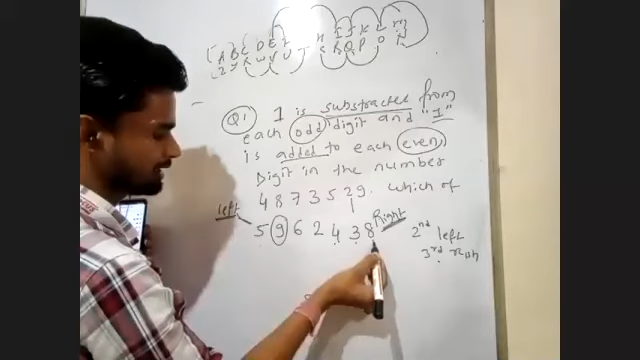 A B C D E F H I J K L M
Z Y X W V U T S R Q P O N
Q1 1 is substracted from
each odd digit and "1"
is added to each even
Digit in the number
4 8 7 3 5 2 9. which of
left 5 9 6 2 4 3 8 Right
2nd left
3rd